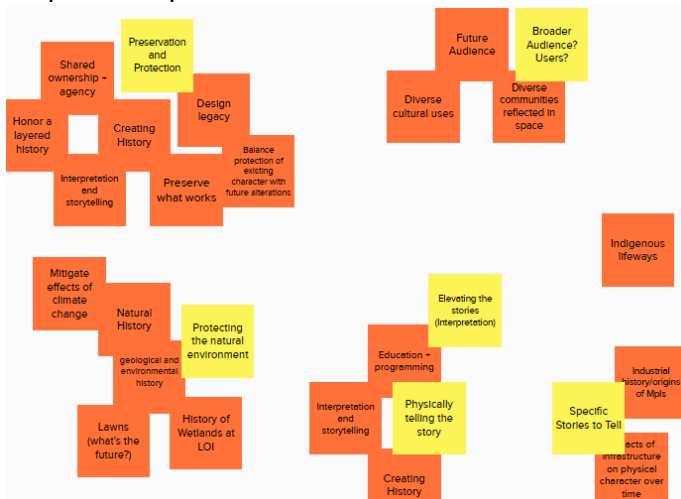 Preservation
and
Protection
Shared
ownership +
agency
Design
legacy
Honor a
layered
history
Creating
History
Interpretation
and
storytelling
Preserve
what works
Balance
protection of
existing
character with
future alterations
Future
Audience
Broader
Audience?
Users?
Diverse
cultural uses
Diverse
communities
reflected in
space
Indigenous
lifeways
Mitigate
effects of
climate
change
Natural
History
Protecting
the natural
environment
geological and
environmental
history
Lawns
(what's the
future?)
History of
Wetlands at
LOI
Elevating the
stories
(Interpretation)
Education +
programming
Interpretation
and
storytelling
Physically
telling the
story
Creating
History
Industrial
history/origins
of Mpls
Specific
Stories to Tell
of
infrastructure
on physical
character over
time